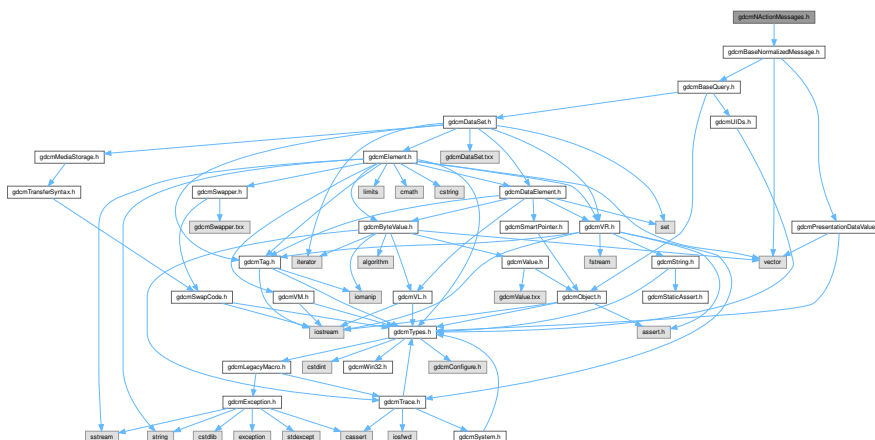 gdcmNActionMessages.h
gdcmBaseNormalizedMessage.h
gdcmBaseQuery.h
gdcmDataSet.h
gdcmUIDs.h
gdcmMediaStorage.h
gdcmElement.h
gdcmDataSet.txx
gdcmTransferSyntax.h
gdcmSwapper.h
limits
cmath
cstring
gdcmDataElement.h
gdcmSwapper.txx
gdcmByteValue.h
gdcmSmartPointer.h
gdcmVR.h
set
gdcmPresentationDataValue.h
gdcmTag.h
iterator
algorithm
gdcmValue.h
fstream
gdcmString.h
vector
gdcmSwapCode.h
gdcmVM.h
iomanip
gdcmVL.h
gdcmValue.txx
gdcmObject.h
gdcmStaticAssert.h
iostream
gdcmTypes.h
assert.h
gdcmLegacyMacro.h
cstdint
gdcmWin32.h
gdcmConfigure.h
gdcmException.h
gdcmTrace.h
sstream
string
cstdlib
exception
stdexcept
cassert
iosfwd
gdcmSystem.h